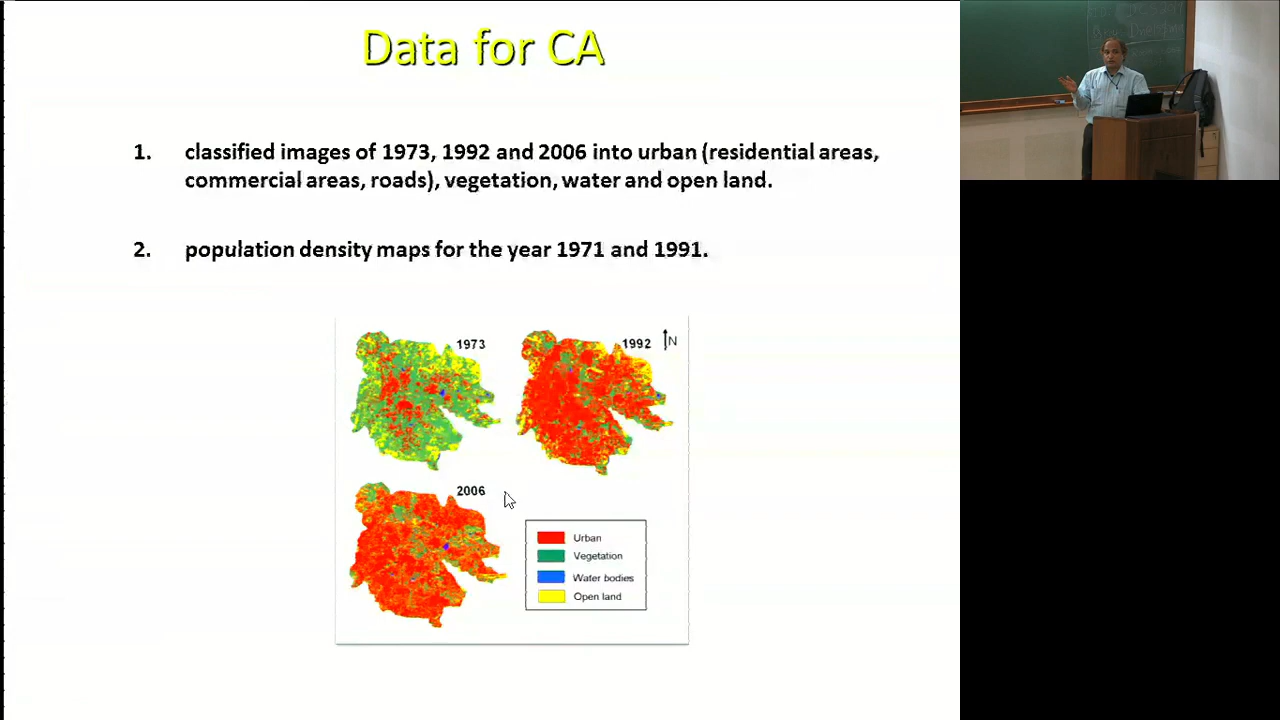 Data for CA
1. classified images of 1973, 1992 and 2006 into urban (residential areas,
commercial areas, roads), vegetation, water and open land.
2. population density maps for the year 1971 and 1991.
1973
1992
N
2006
Urban
Vegetation
Water bodies
Open land